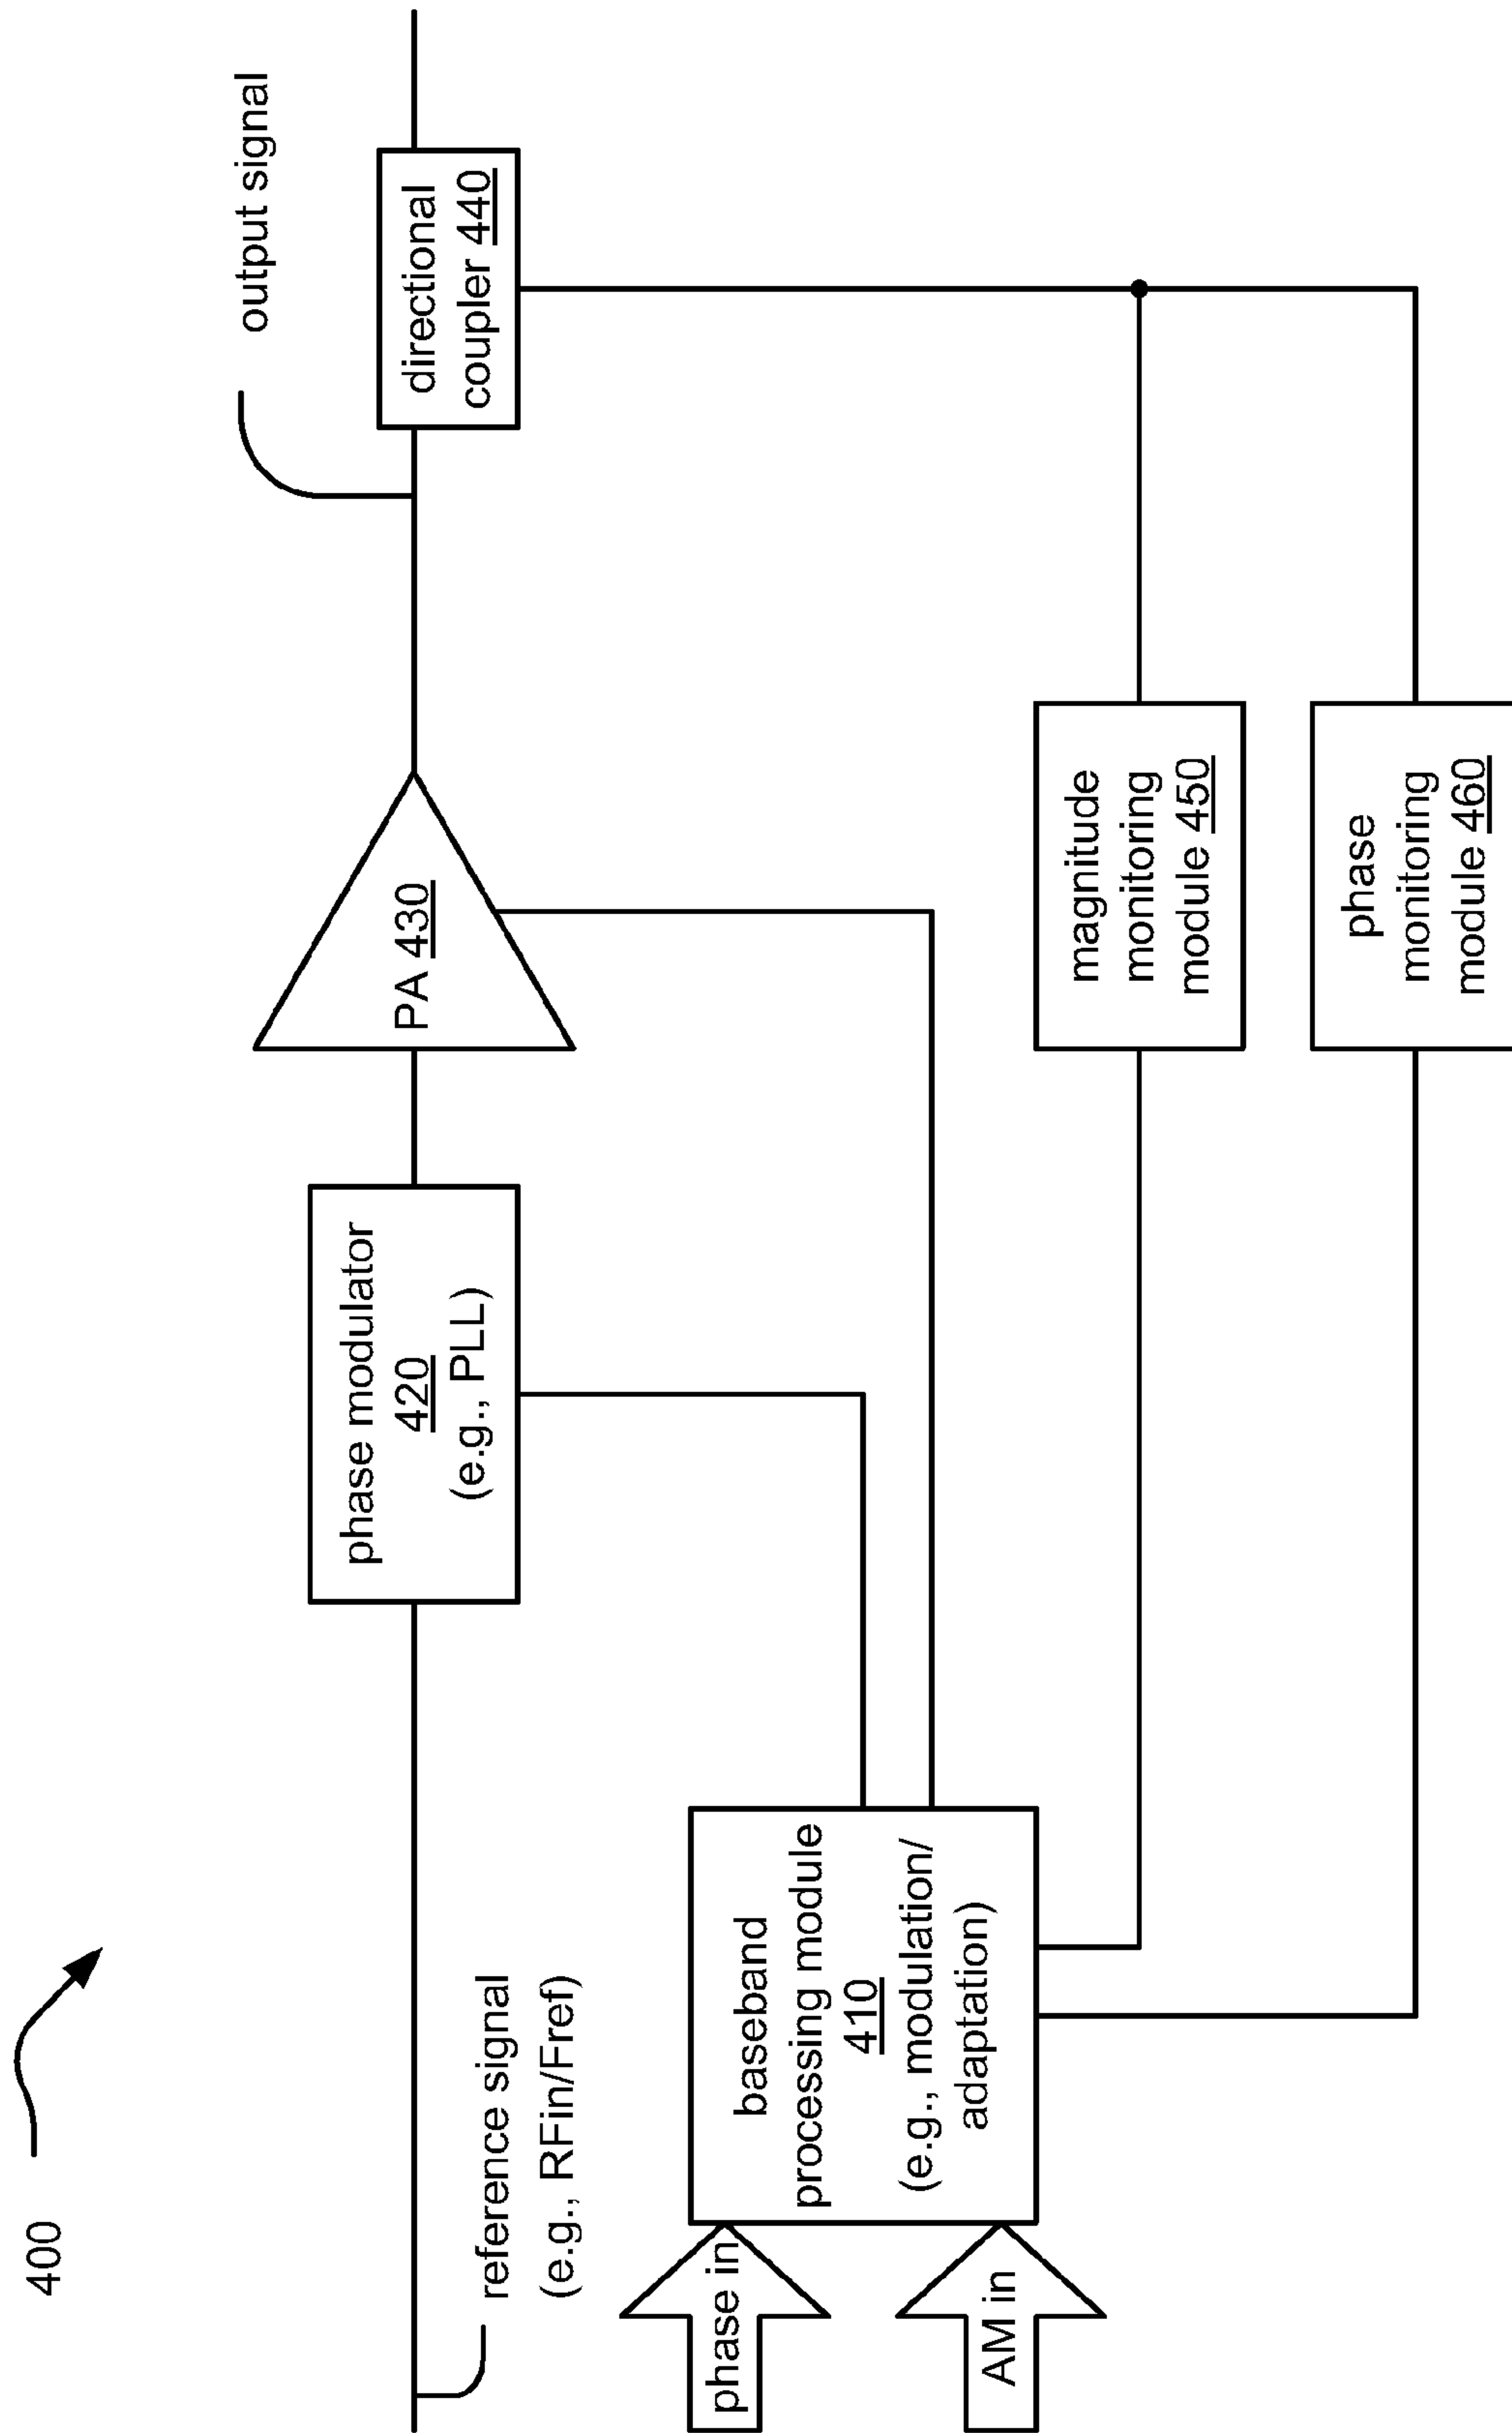 400
output signal
phase modulator
420
(e.g., PLL)
PA 430
directional
coupler 440
reference signal
(e.g., RFin/Fref)
phase in
AM in
baseband
processing module
410
(e.g., modulation/
adaptation)
magnitude
monitoring
module 450
phase
monitoring
module 460